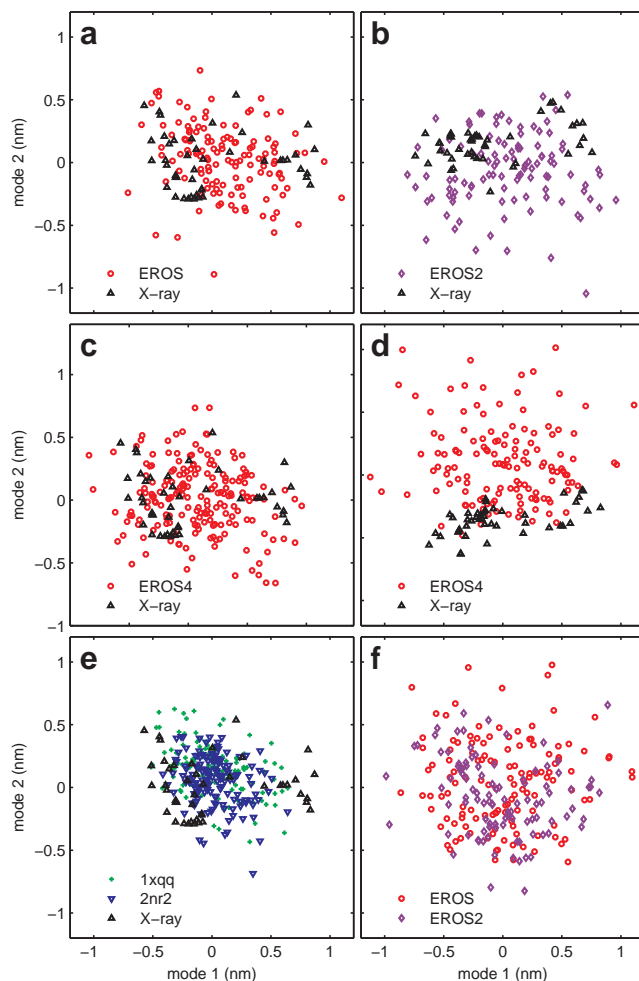 a
b
1
0.5
0
−0.5
−1
mode 2 (nm)
EROS
X−ray
EROS2
X−ray
c
d
1
0.5
0
−0.5
−1
mode 2 (nm)
EROS4
X−ray
EROS4
X−ray
e
f
1
0.5
0
−0.5
−1
mode 2 (nm)
1xqq
2nr2
X−ray
EROS
EROS2
−1 −0.5 0 0.5 1
−1 −0.5 0 0.5 1
mode 1 (nm)
mode 1 (nm)